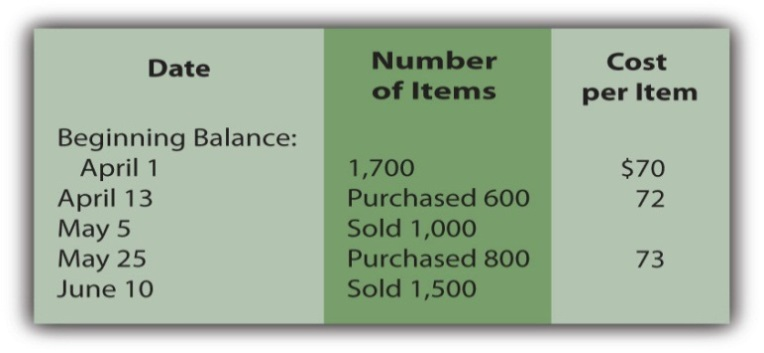 Date Number of Items Cost per Item
Beginning Balance:
April 1 1,700 $70
April 13 Purchased 600 72
May 5 Sold 1,000
May 25 Purchased 800 73
June 10 Sold 1,500